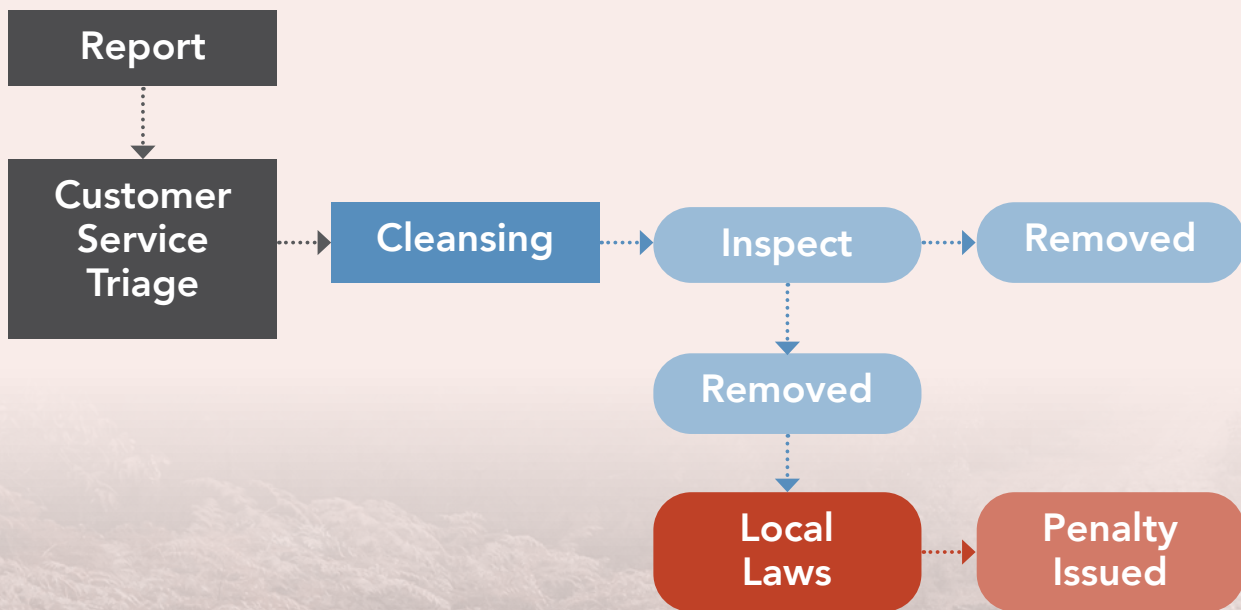 Report
Customer
Service
Triage
Cleansing
Inspect
Removed
Removed
Local
Laws
Penalty
Issued